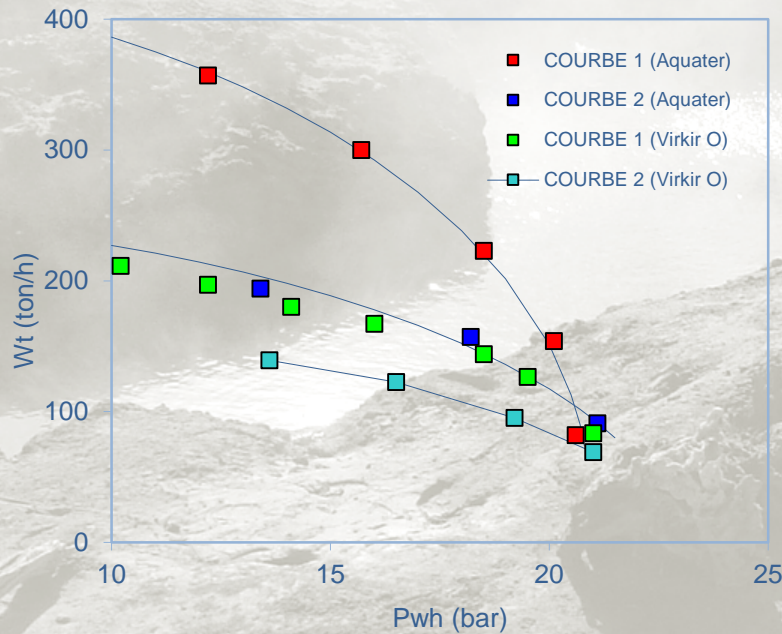 400
300
200
100
0
Wt (ton/h)
COURBE 1 (Aquater)
COURBE 2 (Aquater)
COURBE 1 (Virkir O)
COURBE 2 (Virkir O)
10 15 20 25
Pwh (bar)